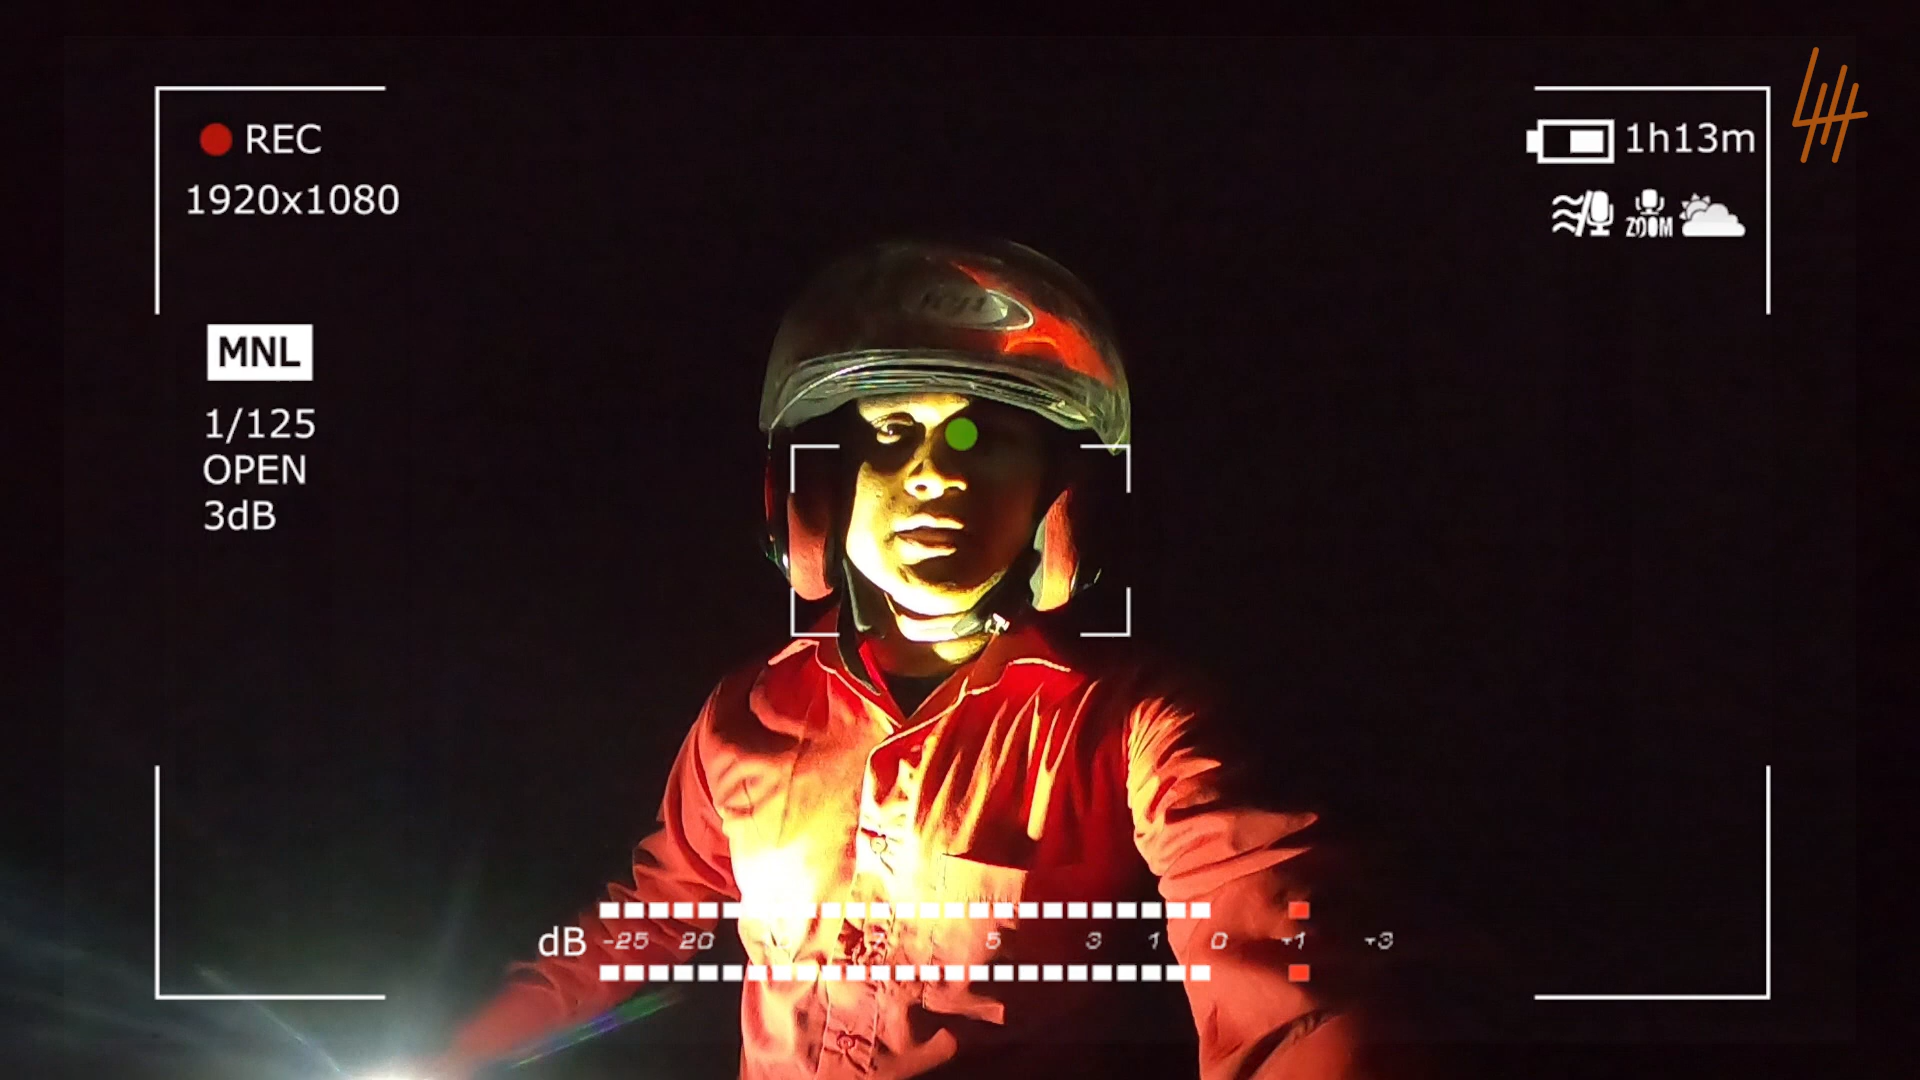 REC
1h13m
1920x1080
ZOOM
MNL
1/125
OPEN
3dB
dB -25 20 5 3 1 0 +1 +3